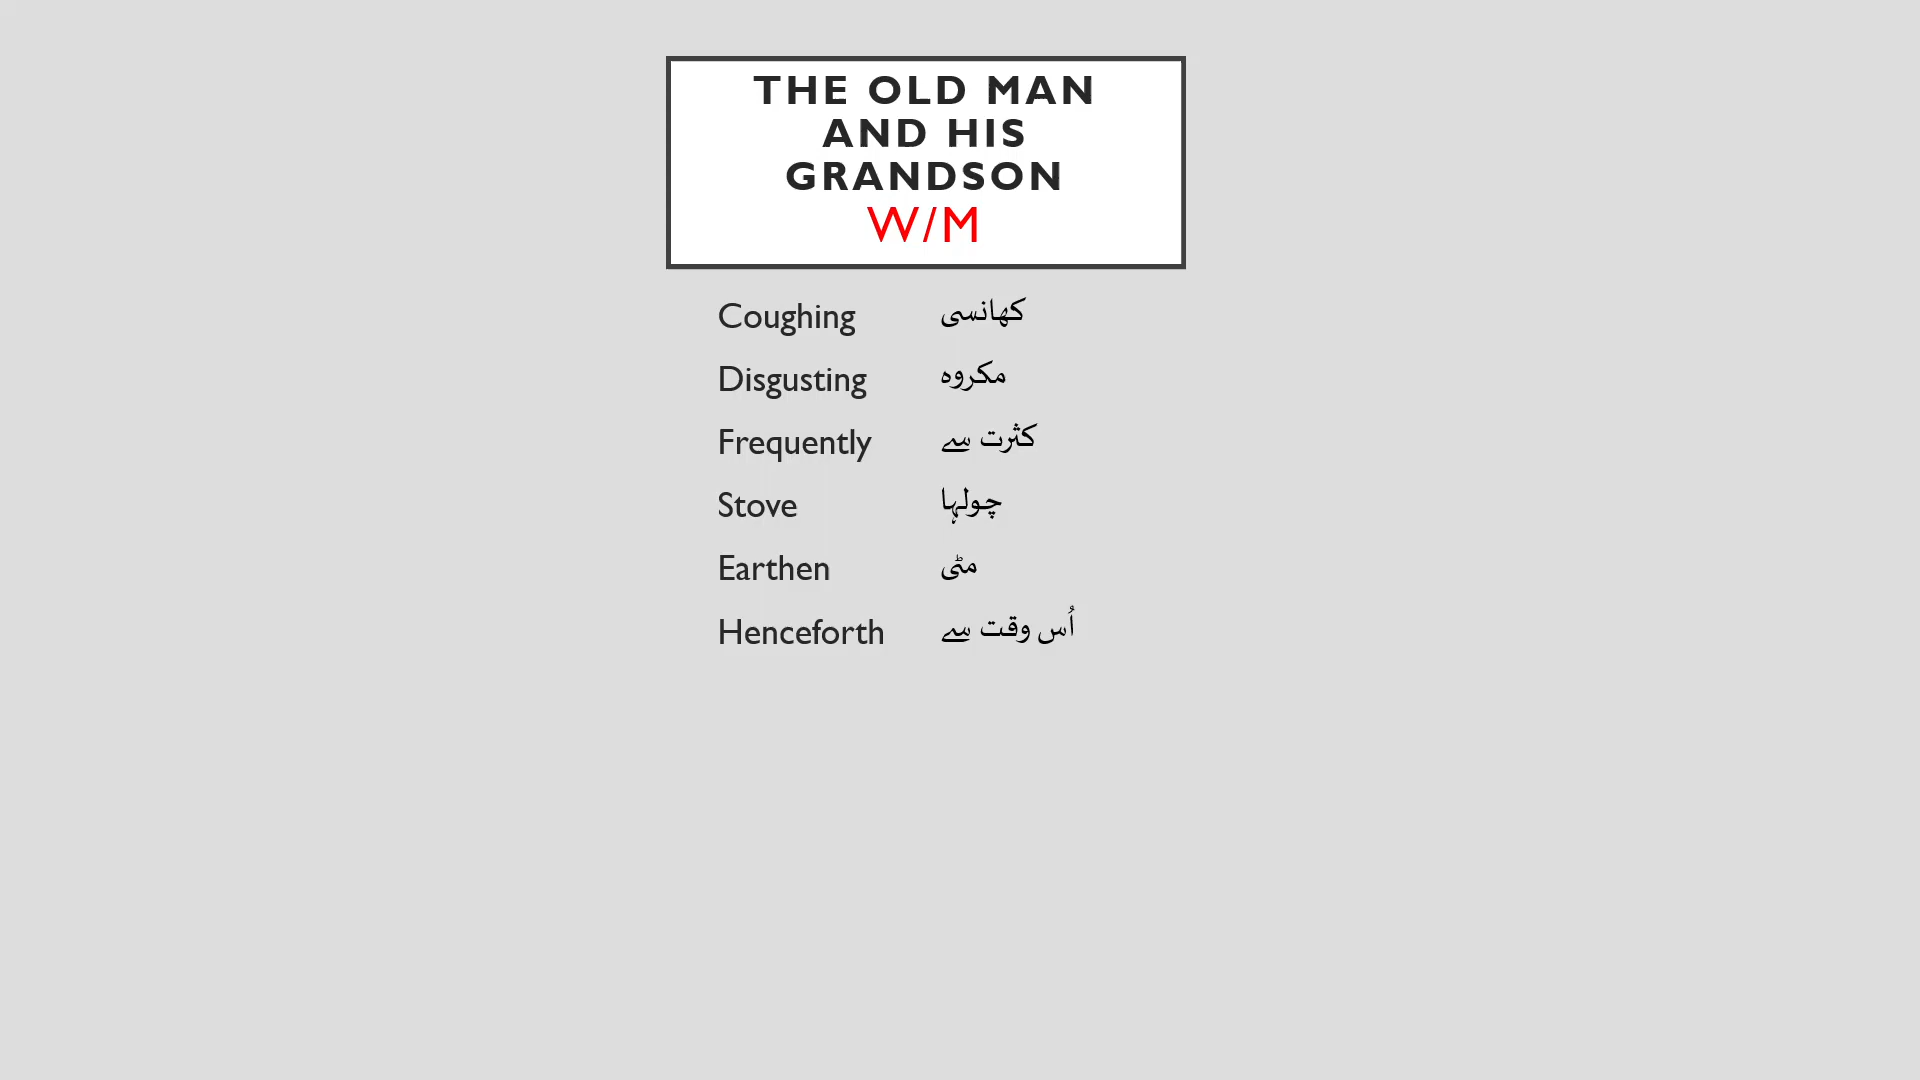 THE OLD MAN
AND HIS
GRANDSON
W/M
Coughing کھانسی
Disgusting مکروہ
Frequently کثرت سے
Stove چولہا
Earthen مٹی
Henceforth اُس وقت سے